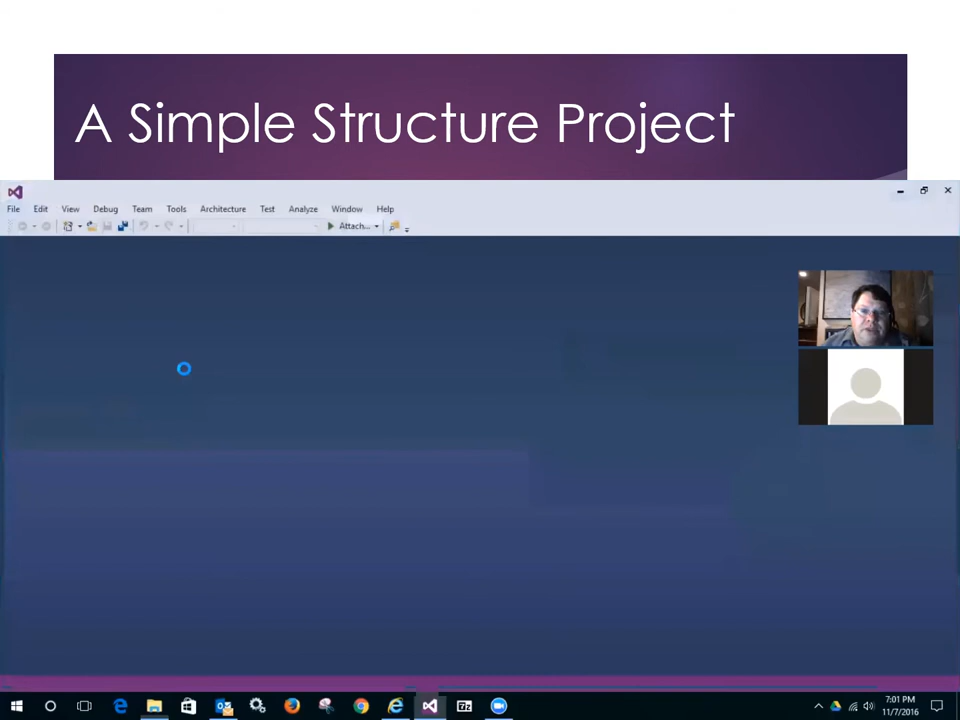 A Simple Structure Project
File Edit View Debug Team Tools Architecture Test Analyze Window Help
Attach...
7:01 PM
11/7/2016